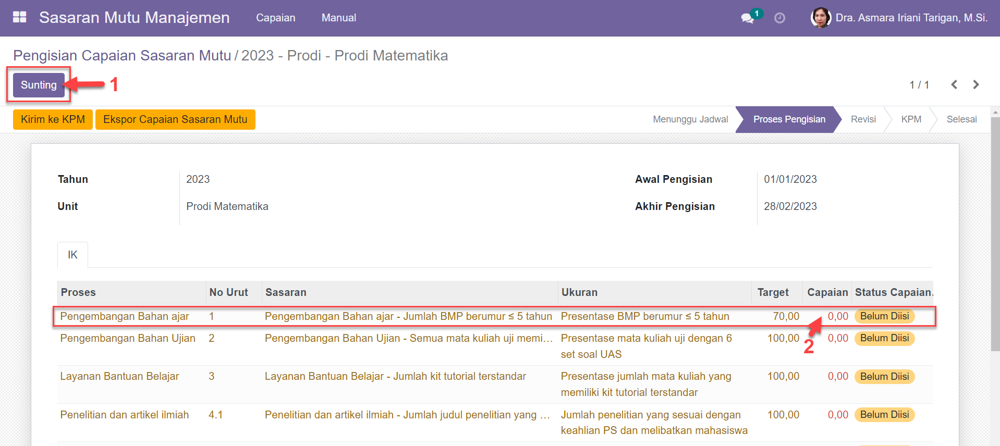 Sasaran Mutu Manajemen Capaian Manual 1 Dra. Asmara Iriani Tarigan, M.Si.
Pengisian Capaian Sasaran Mutu / 2023 - Prodi - Prodi Matematika
Sunting 1 1 / 1
Kirim ke KPM Ekspor Capaian Sasaran Mutu Menunggu Jadwal Proses Pengisian Revisi KPM Selesai
Tahun 2023 Awal Pengisian 01/01/2023
Unit Prodi Matematika Akhir Pengisian 28/02/2023
IK
Proses No Urut Sasaran Ukuran Target Capaian Status Capaian.
Pengembangan Bahan ajar 1 Pengembangan Bahan ajar - Jumlah BMP berumur ≤ 5 tahun Presentase BMP berumur ≤ 5 tahun 70,00 0,00 Belum Diisi
Pengembangan Bahan Ujian 2 Pengembangan Bahan Ujian - Semua mata kuliah uji memi... Presentase mata kuliah uji dengan 6 100,00 0,00 Belum Diisi
set soal UAS
2
Layanan Bantuan Belajar 3 Layanan Bantuan Belajar - Jumlah kit tutorial terstandar Presentase jumlah mata kuliah yang 100,00 0,00 Belum Diisi
memiliki kit tutorial terstandar
Penelitian dan artikel ilmiah 4.1 Penelitian dan artikel ilmiah - Jumlah judul penelitian yang ... Jumlah penelitian yang sesuai dengan 100,00 0,00 Belum Diisi
keahlian PS dan melibatkan mahasiswa